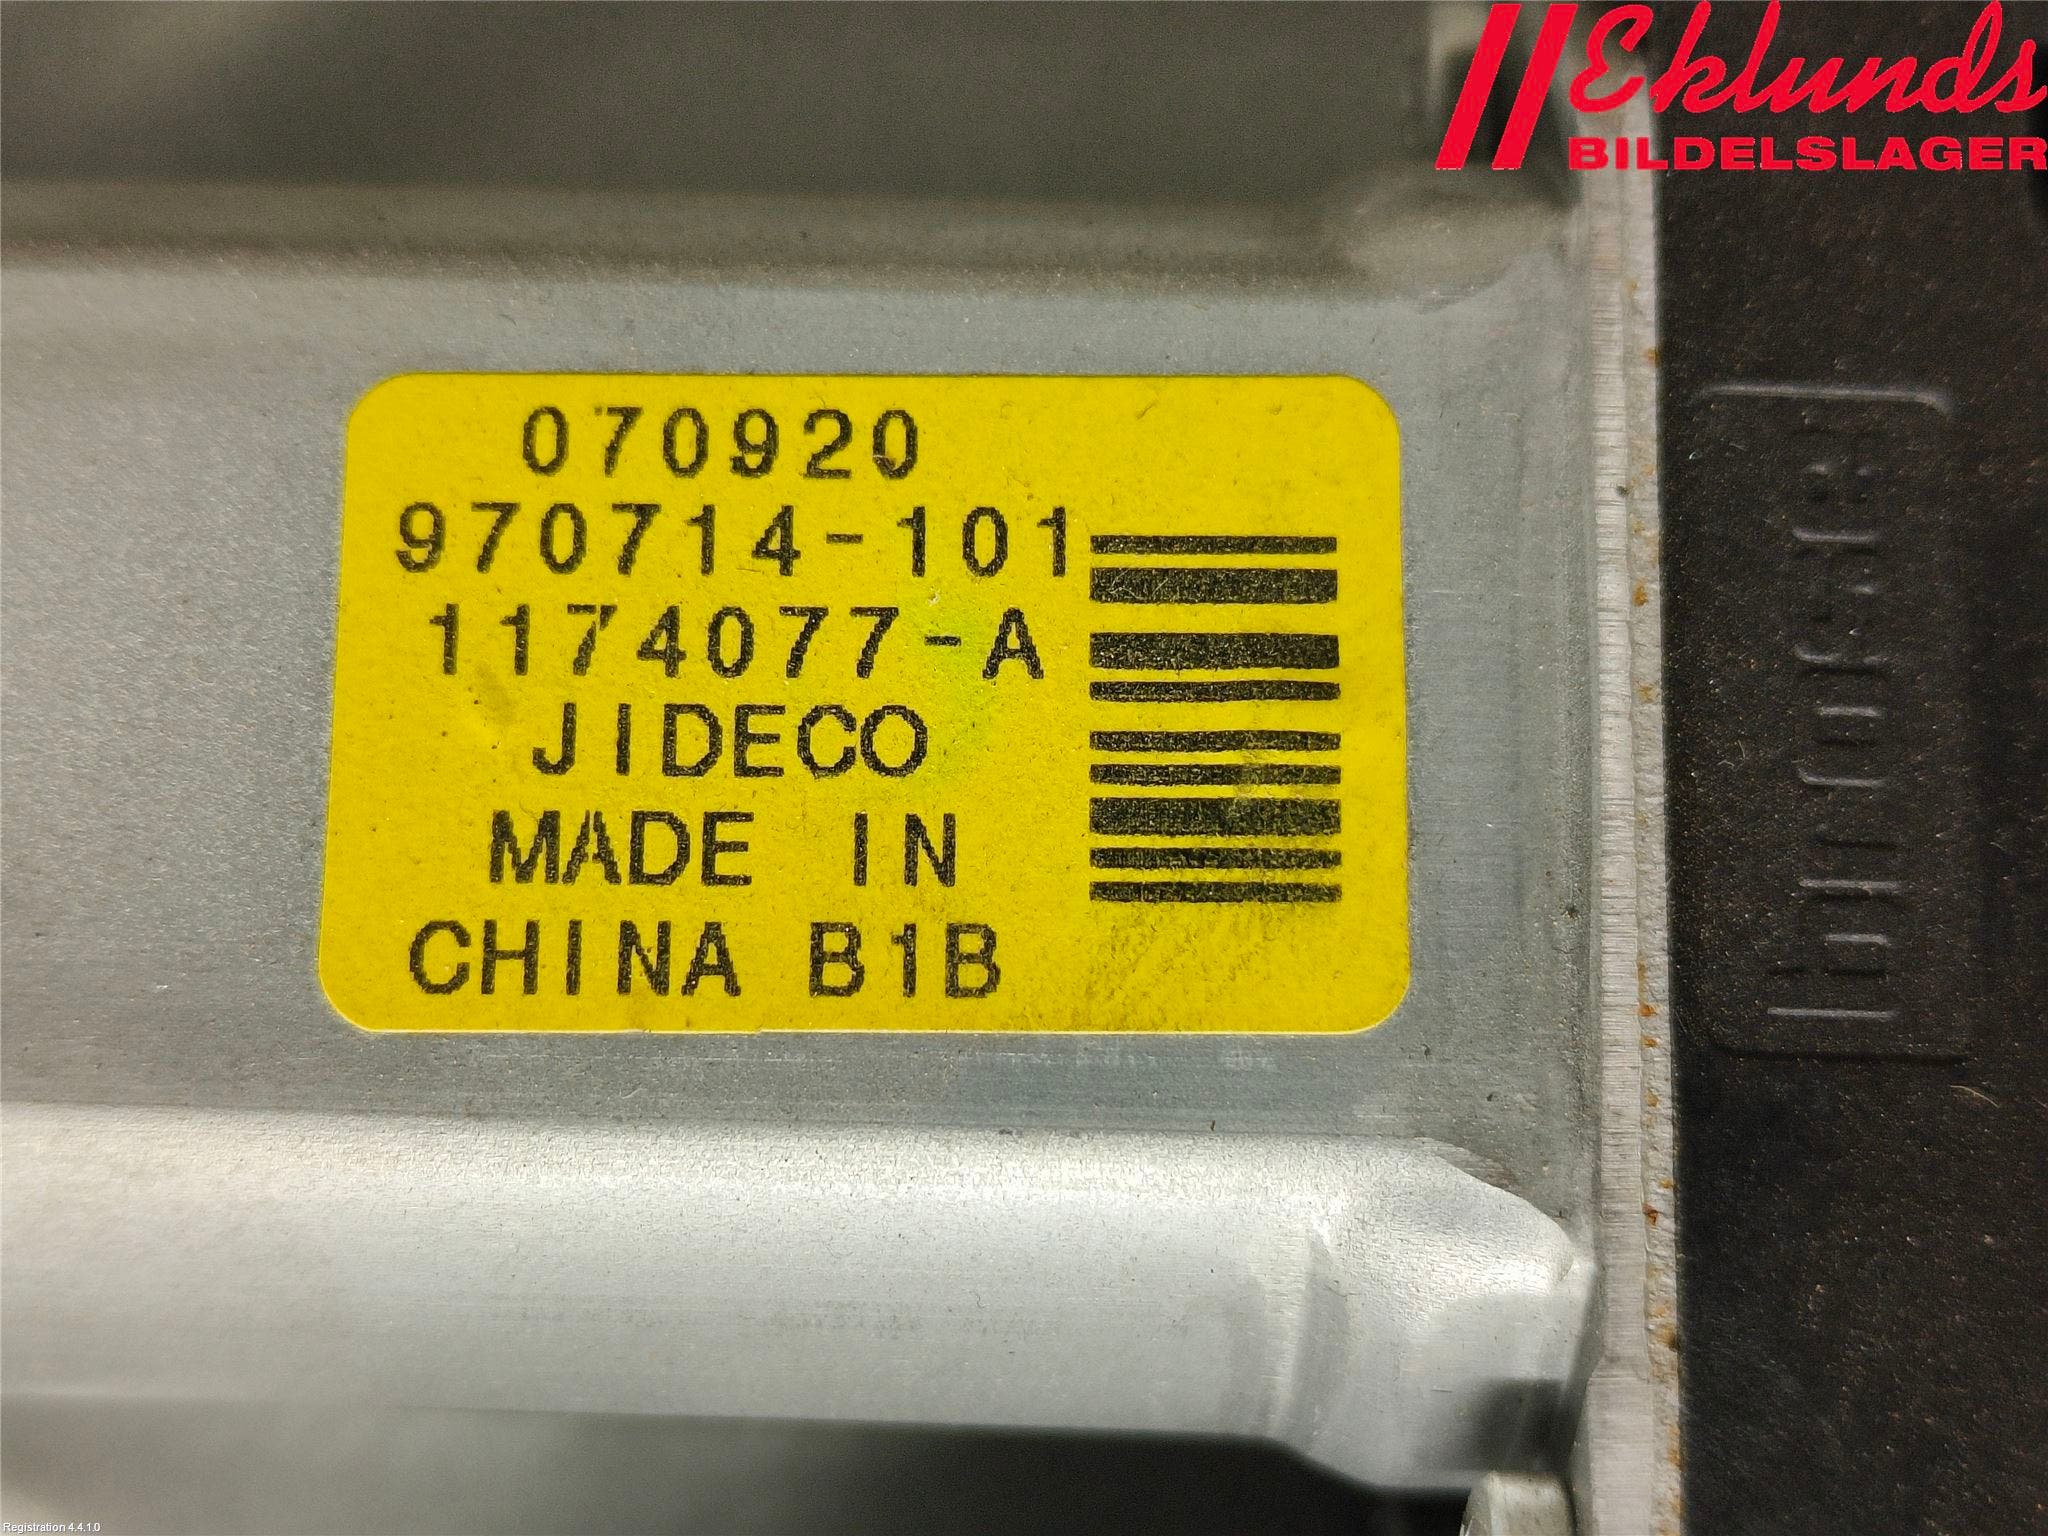 Eklunds
BILDELSLAGER
070920
970714-101
1174077-A
JIDECO
MADE IN
CHINA B1B
Registration 4.4.1.0